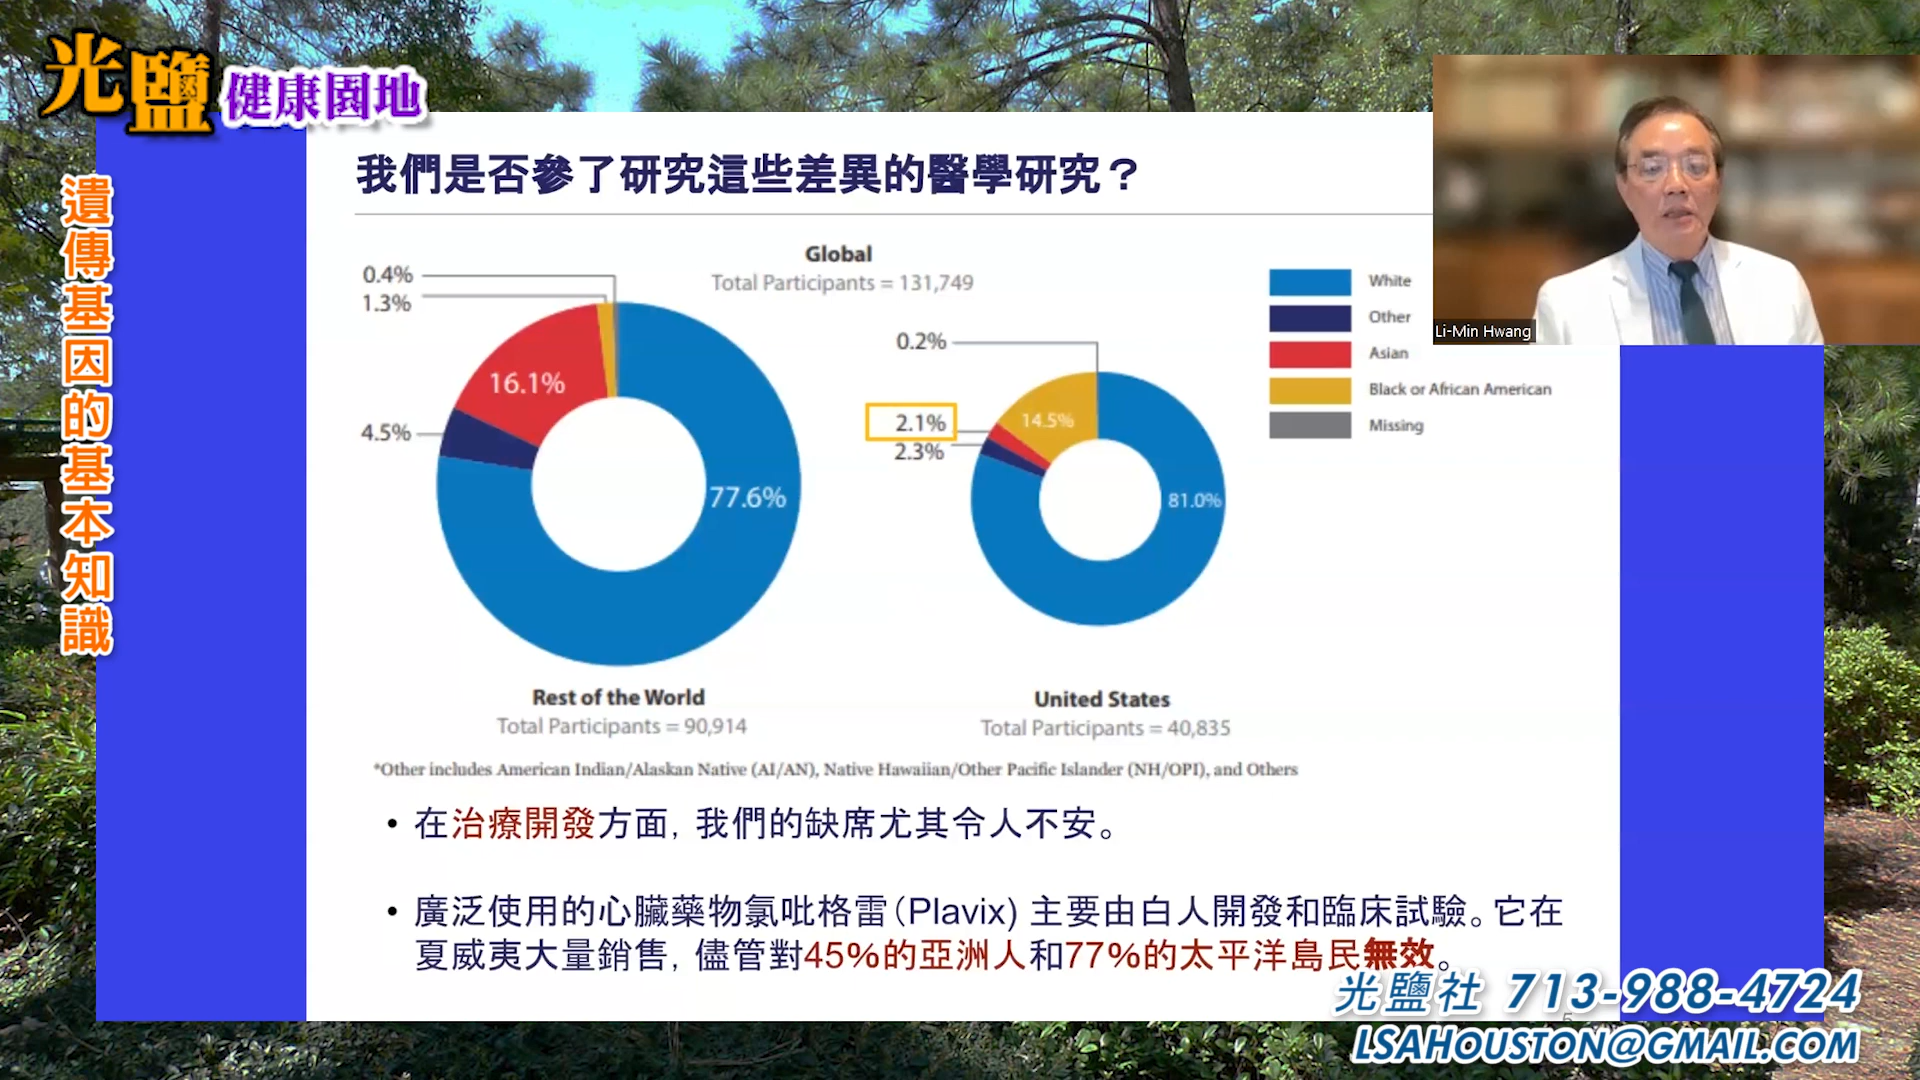 光鹽健康園地
遺傳基因的基本知識
我們是否參了研究這些差異的醫學研究？
Global
Total Participants = 131,749
0.4%
1.3%
16.1%
4.5%
77.6%
Rest of the World
Total Participants = 90,914
0.2%
2.1%
2.3%
14.5%
81.0%
United States
Total Participants = 40,835
White
Other
Asian
Black or African American
Missing
Li-Min Hwang
*Other includes American Indian/Alaskan Native (AI/AN), Native Hawaiian/Other Pacific Islander (NH/OPI), and Others
• 在治療開發方面, 我們的缺席尤其令人不安。
• 廣泛使用的心臟藥物氯吡格雷(Plavix) 主要由白人開發和臨床試驗。它在
夏威夷大量銷售, 儘管對45%的亞洲人和77%的太平洋島民無效。
光鹽社 713-988-4724
LSAHOUSTON@GMAIL.COM